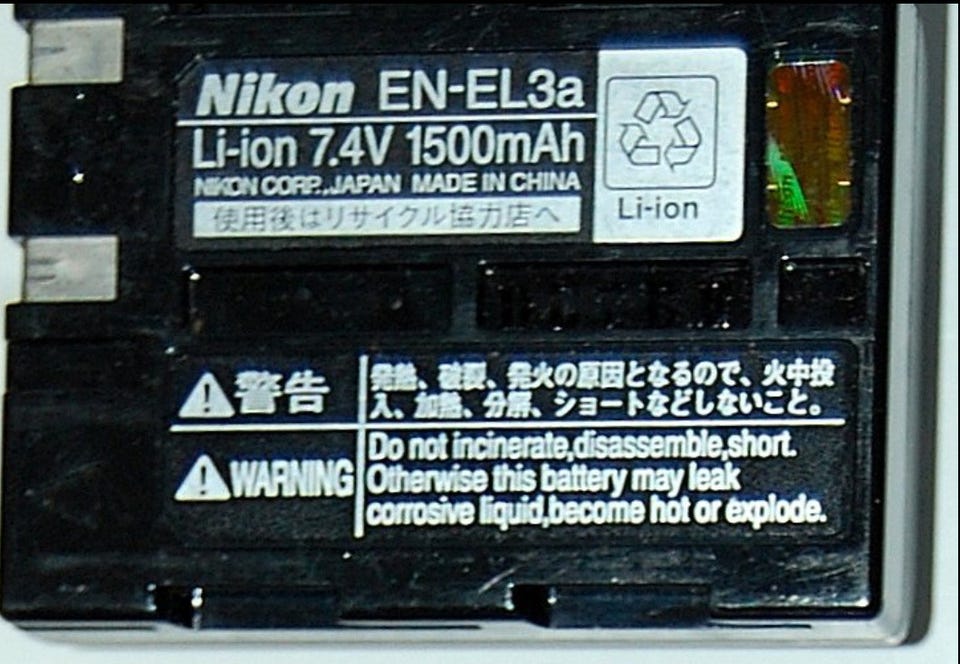 Nikon EN-EL3a
Li-ion 7.4V 1500mAh
NIKON CORP.,JAPAN MADE IN CHINA
使用後はリサイクル協力店へ
Li-ion
警告
発熱、破裂、発火の原因となるので、火中投
入、加熱、分解、ショートなどしないこと。
WARNING
Do not incinerate,disassemble,short.
Otherwise this battery may leak
corrosive liquid,become hot or explode.